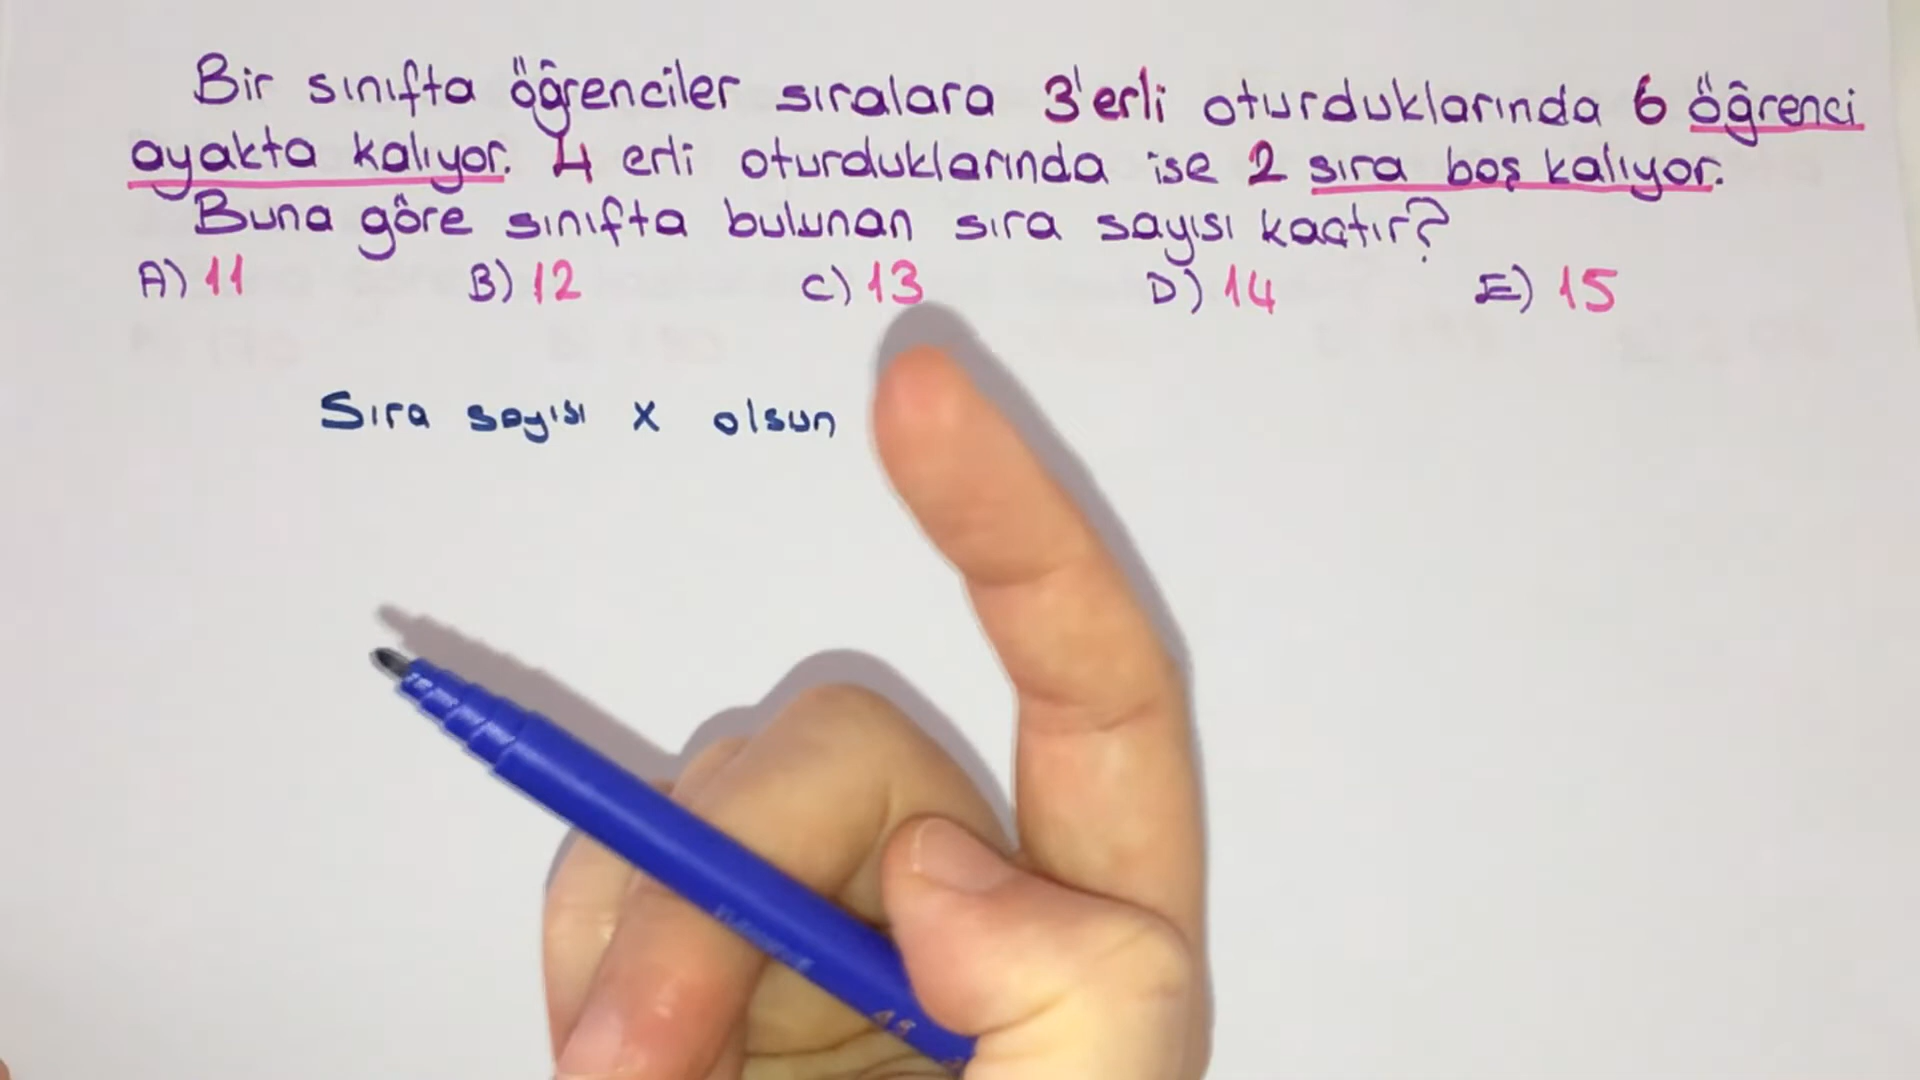 Bir sınıfta öğrenciler sıralara 3'erli oturduklarında 6 öğrenci
ayakta kalıyor. 4 erli oturduklarında ise 2 sıra boş kalıyor.
Buna göre sınıfta bulunan sıra sayısı kaçtır?
A) 11 B) 12 C) 13 D) 14 E) 15
Sıra sayısı x olsun